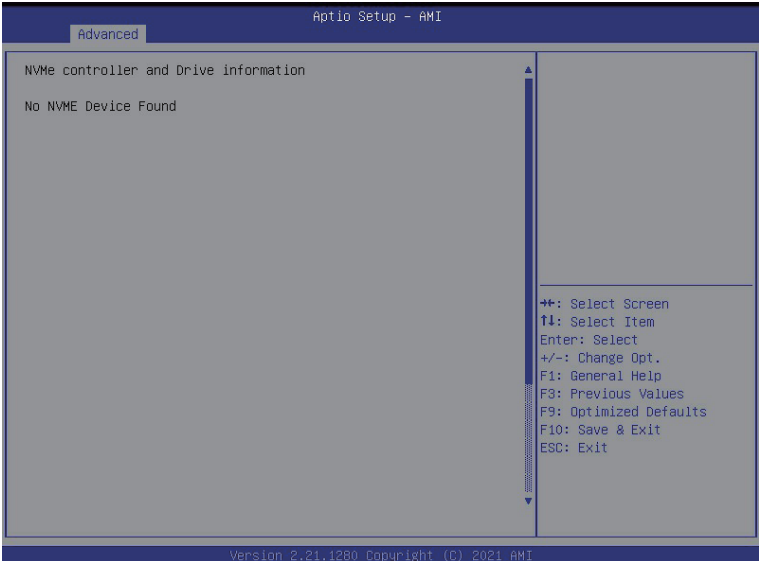 Aptio Setup – AMI
Advanced
NVMe controller and Drive information
No NVME Device Found
→←: Select Screen
↑↓: Select Item
Enter: Select
+/-: Change Opt.
F1: General Help
F3: Previous Values
F9: Optimized Defaults
F10: Save & Exit
ESC: Exit
Version 2.21.1280 Copyright (C) 2021 AMI